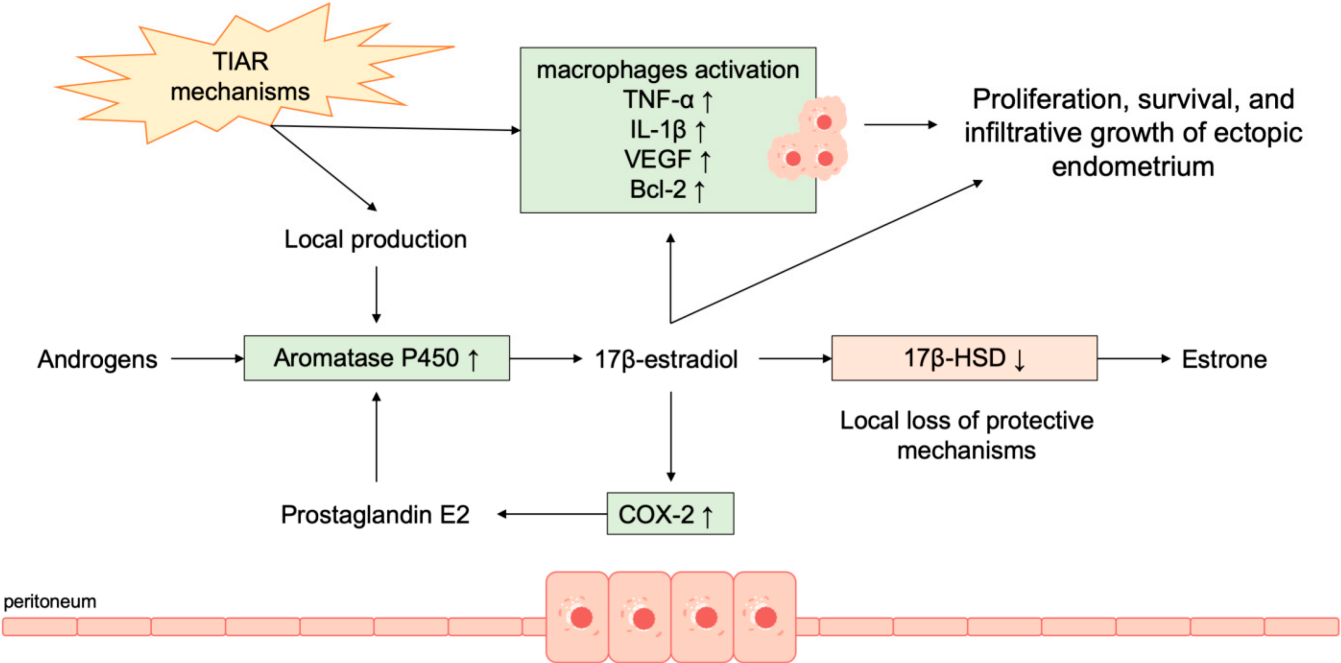 TIAR
mechanisms
macrophages activation
TNF-α ↑
IL-1β ↑
VEGF ↑
Bcl-2 ↑
Proliferation, survival, and
infiltrative growth of ectopic
endometrium
Local production
Androgens
Aromatase P450 ↑
17β-estradiol
17β-HSD ↓
Estrone
Local loss of protective
mechanisms
Prostaglandin E2
COX-2 ↑
peritoneum